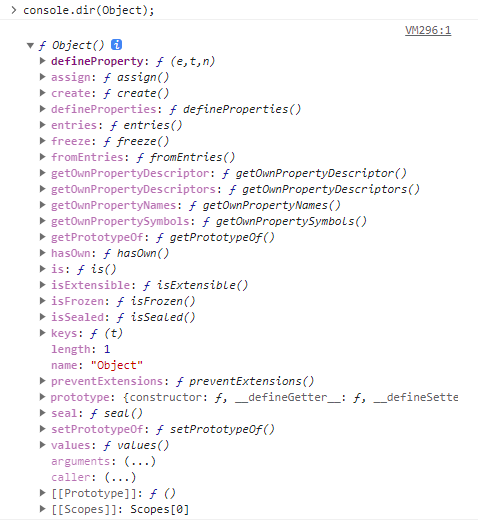 > console.dir(Object);
VM296:1
▼ ƒ Object() i
▶ defineProperty: ƒ (e,t,n)
▶ assign: ƒ assign()
▶ create: ƒ create()
▶ defineProperties: ƒ defineProperties()
▶ entries: ƒ entries()
▶ freeze: ƒ freeze()
▶ fromEntries: ƒ fromEntries()
▶ getOwnPropertyDescriptor: ƒ getOwnPropertyDescriptor()
▶ getOwnPropertyDescriptors: ƒ getOwnPropertyDescriptors()
▶ getOwnPropertyNames: ƒ getOwnPropertyNames()
▶ getOwnPropertySymbols: ƒ getOwnPropertySymbols()
▶ getPrototypeOf: ƒ getPrototypeOf()
▶ hasOwn: ƒ hasOwn()
▶ is: ƒ is()
▶ isExtensible: ƒ isExtensible()
▶ isFrozen: ƒ isFrozen()
▶ isSealed: ƒ isSealed()
▶ keys: ƒ (t)
length: 1
name: "Object"
▶ preventExtensions: ƒ preventExtensions()
▶ prototype: {constructor: ƒ, __defineGetter__: ƒ, __defineSette
▶ seal: ƒ seal()
▶ setPrototypeOf: ƒ setPrototypeOf()
▶ values: ƒ values()
arguments: (...)
caller: (...)
▶ [[Prototype]]: ƒ ()
▶ [[Scopes]]: Scopes[0]